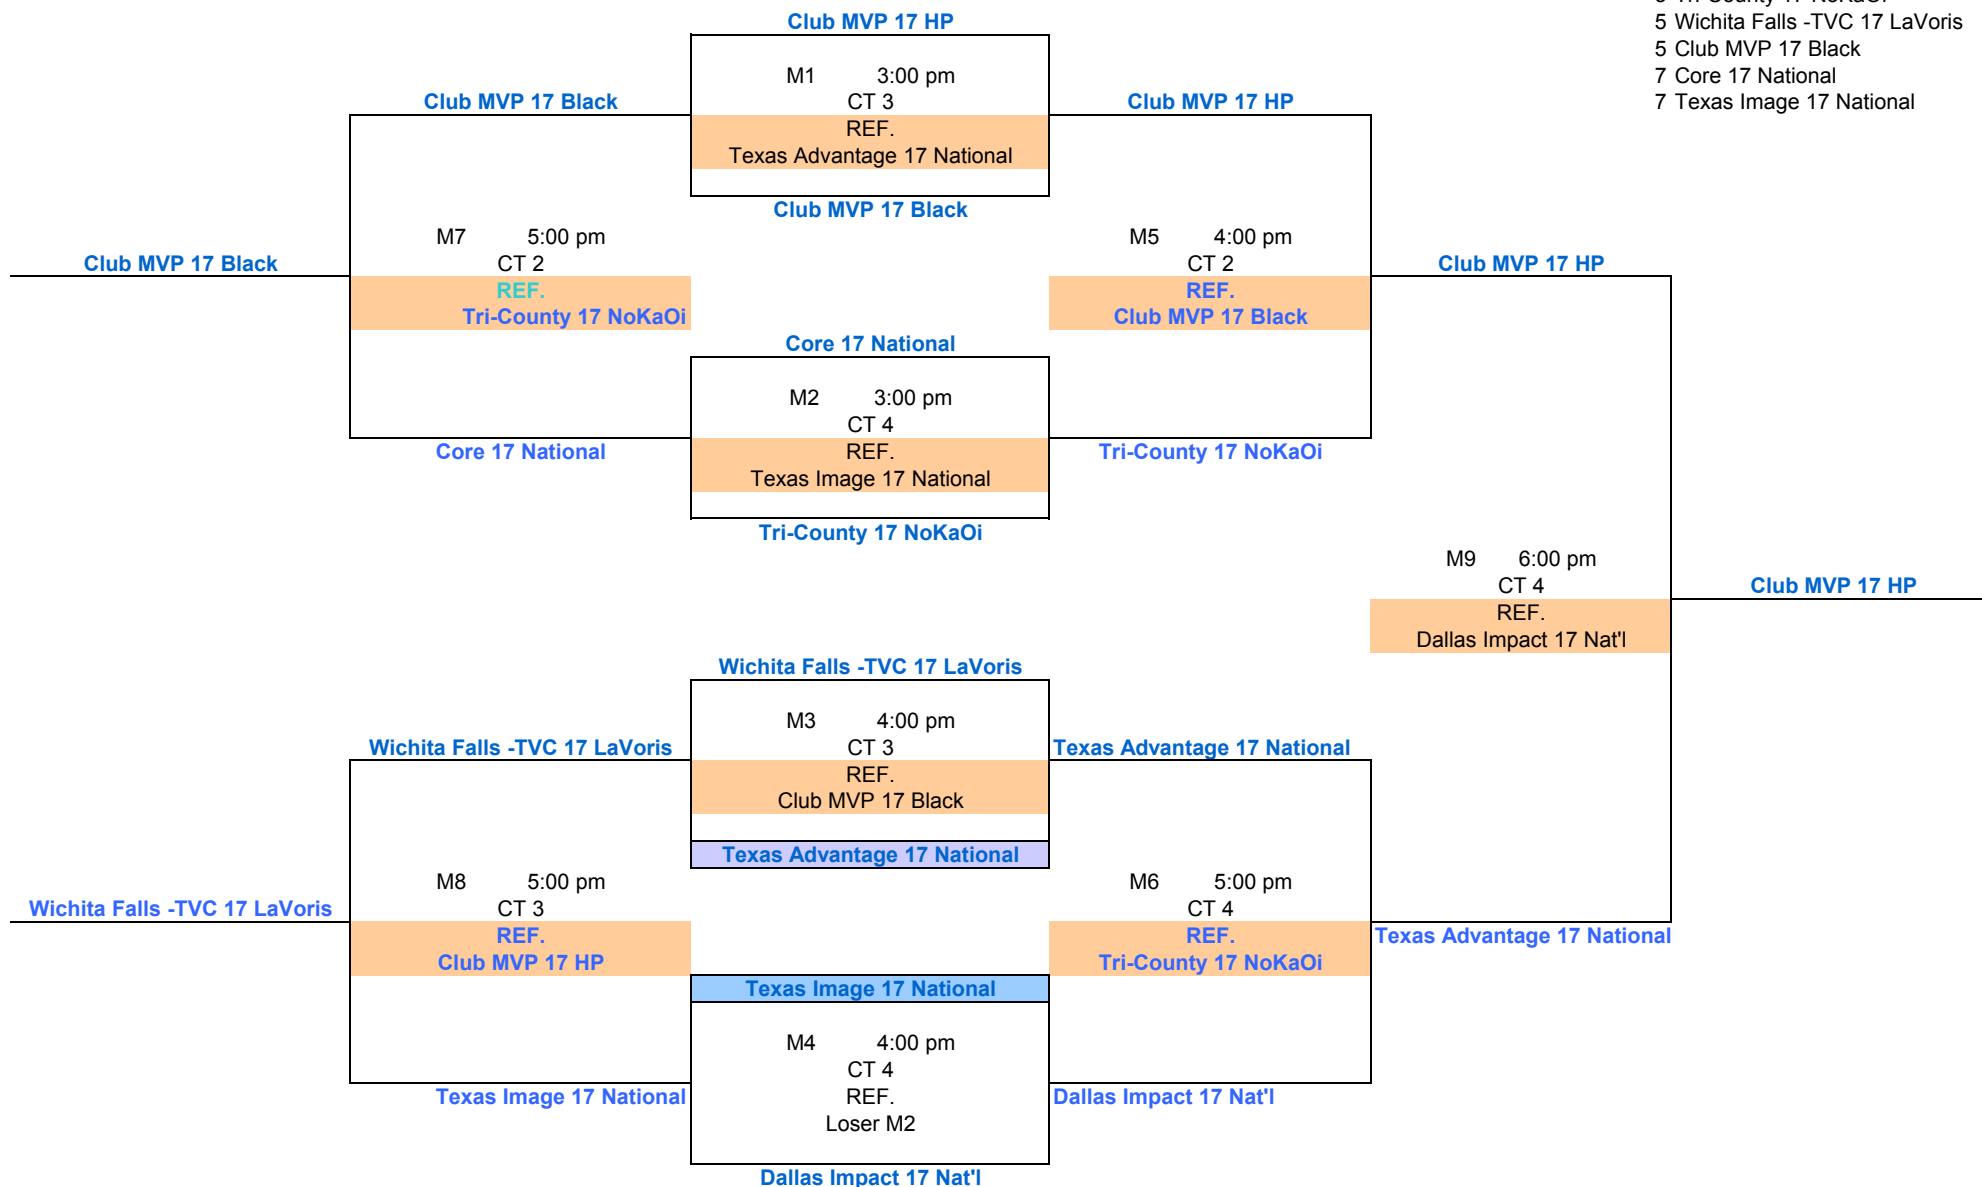 Club MVP 17 HP
5 Wichita Falls -TVC 17 LaVoris
5 Club MVP 17 Black
M1 3:00 pm
7 Core 17 National
Club MVP 17 Black
CT 3
Club MVP 17 HP
7 Texas Image 17 National
REF.
Texas Advantage 17 National
Club MVP 17 Black
M7 5:00 pm
M5 4:00 pm
Club MVP 17 Black
CT 2
CT 2
Club MVP 17 HP
REF.
REF.
Tri-County 17 NoKaOi
Club MVP 17 Black
Core 17 National
M2 3:00 pm
CT 4
Core 17 National
REF.
Tri-County 17 NoKaOi
Texas Image 17 National
Tri-County 17 NoKaOi
M9 6:00 pm
CT 4
Club MVP 17 HP
REF.
Dallas Impact 17 Nat'l
Wichita Falls -TVC 17 LaVoris
M3 4:00 pm
Wichita Falls -TVC 17 LaVoris
CT 3
Texas Advantage 17 National
REF.
Club MVP 17 Black
Texas Advantage 17 National
M8 5:00 pm
M6 5:00 pm
Wichita Falls -TVC 17 LaVoris
CT 3
CT 4
REF.
REF.
Texas Advantage 17 National
Club MVP 17 HP
Tri-County 17 NoKaOi
Texas Image 17 National
M4 4:00 pm
CT 4
Texas Image 17 National
REF.
Dallas Impact 17 Nat'l
Loser M2
Dallas Impact 17 Nat'l